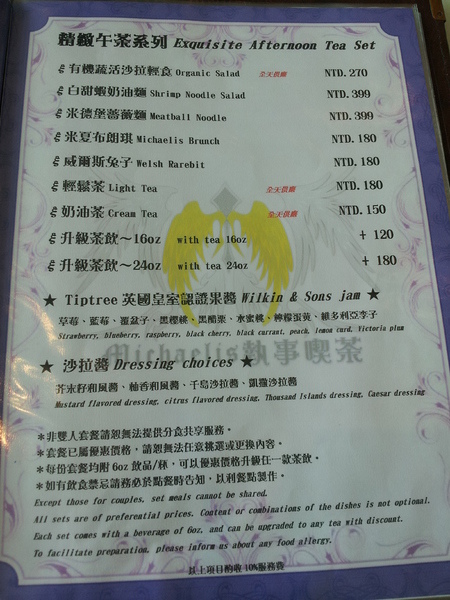 精緻午茶系列 Exquisite Afternoon Tea Set
ξ 有機蔬活沙拉輕食 Organic Salad 全天供應 NTD. 270
ξ 白甜蝦奶油麵 Shrimp Noodle Salad NTD. 399
ξ 米德堡薔薇麵 Meatball Noodle NTD. 399
ξ 米夏布朗琪 Michaelis Brunch NTD. 180
ξ 威爾斯兔子 Welsh Rarebit NTD. 180
ξ 輕鬆茶 Light Tea 全天供應 NTD. 180
ξ 奶油茶 Cream Tea 全天供應 NTD. 150
ξ 升級茶飲~16oz with tea 16oz + 120
ξ 升級茶飲~24oz with tea 24oz + 180
★ Tiptree 英國皇室認證果醬 Wilkin & Sons jam ★
草莓、藍莓、覆盆子、黑櫻桃、黑醋栗、水蜜桃、檸檬蛋黃、維多利亞李子
Strawberry, blueberry, raspberry, black cherry, black currant, peach, lemon curd, Victoria plum
Michaelis執事喫茶
★ 沙拉醬 Dressing choices ★
芥末籽和風醬、柚香和風醬、千島沙拉醬、凱撒沙拉醬
Mustard flavored dressing, citrus flavored dressing, Thousand Islands dressing, Caesar dressing
*非雙人套餐請恕無法提供分食共享服務。
*套餐已屬優惠價格，請恕無法任意挑選或更換內容。
*每份套餐均附 6oz 飲品/杯，可以優惠價格升級任一款茶飲。
*如有飲食禁忌請務必於點餐時告知，以利餐點製作。
Except those for couples, set meals cannot be shared.
All sets are of preferential prices. Content or combinations of the dishes is not optional.
Each set comes with a beverage of 6oz, and can be upgraded to any tea with discount.
To facilitate preparation, please inform us about any food allergy.
以上項目酌收 10%服務費